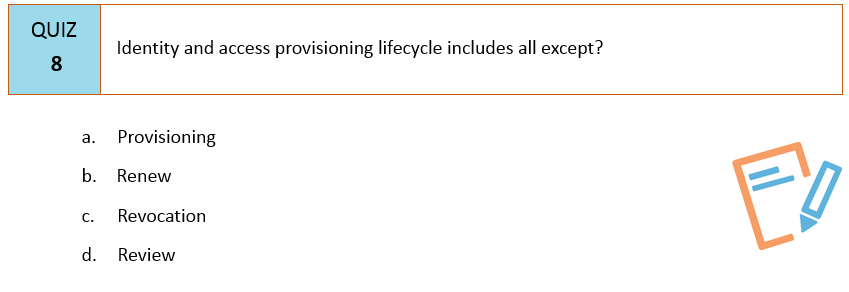 QUIZ
8
Identity and access provisioning lifecycle includes all except?
a. Provisioning
b. Renew
c. Revocation
d. Review